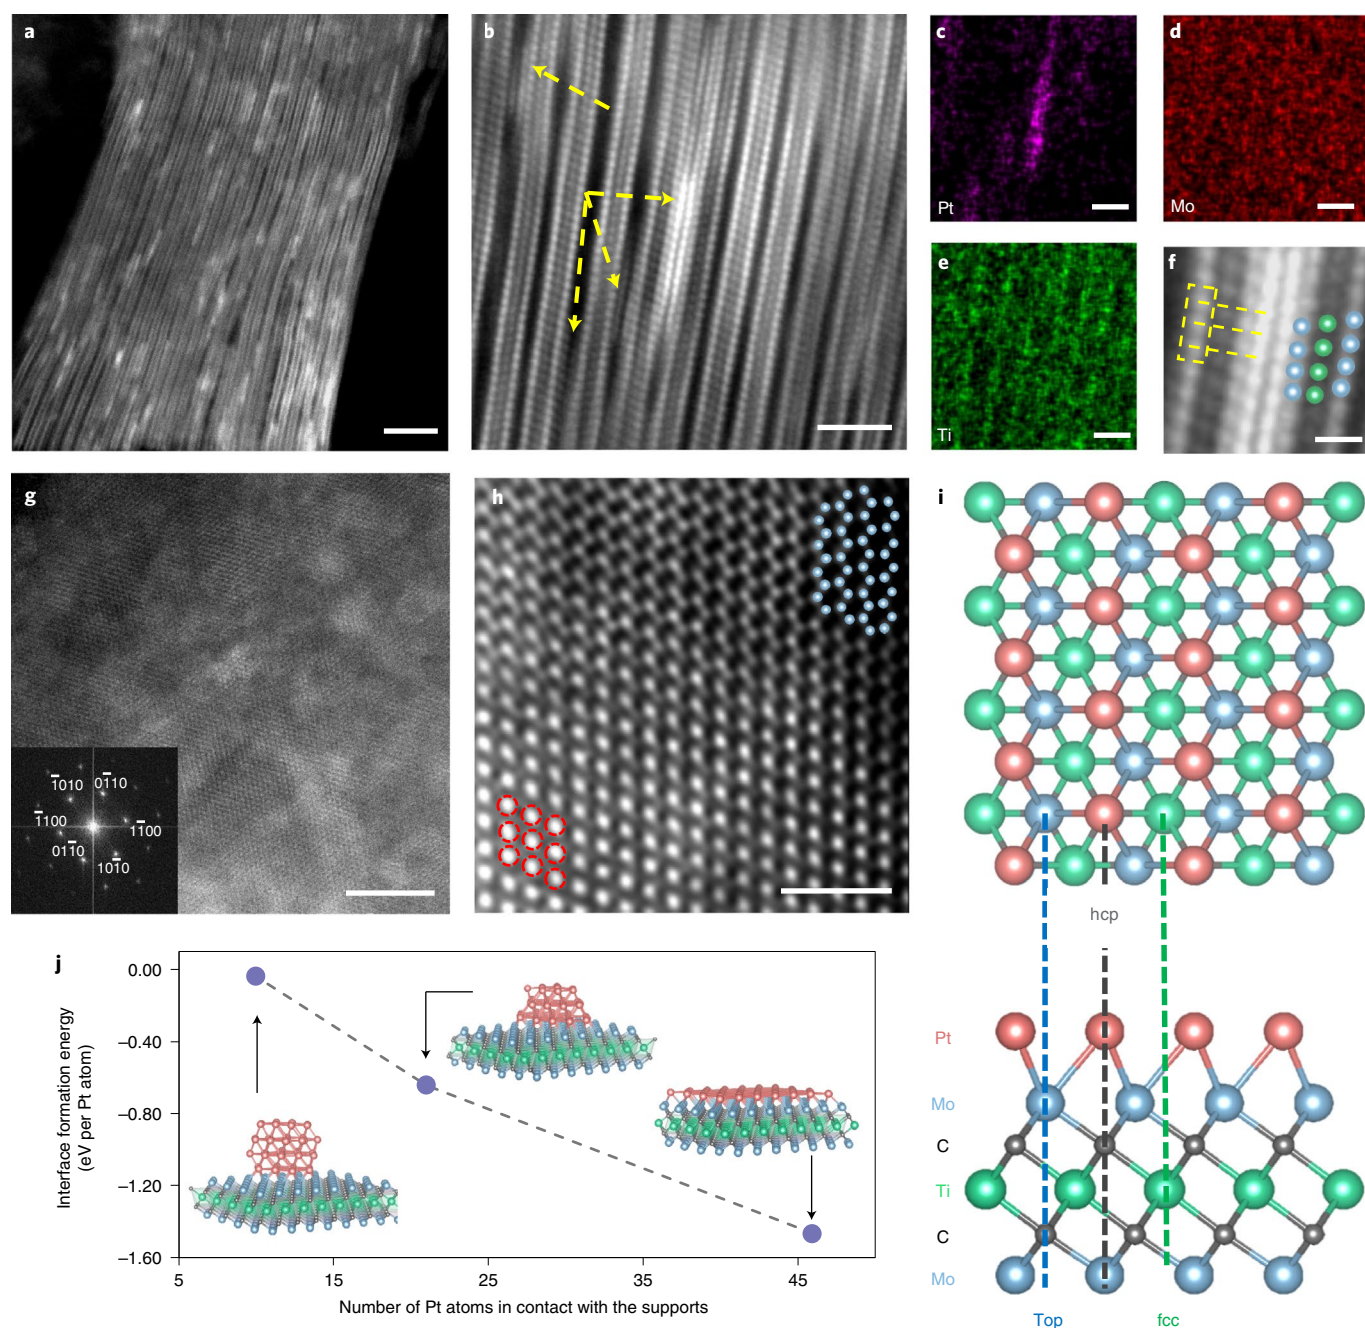 a
b
c
Pt
d
Mo
e
Ti
f
g
1̅010
011̅0
1̅100
11̅00
011̅0
101̅0
h
i
hcp
Pt
Mo
C
Ti
C
Mo
Top
fcc
j
Interface formation energy
(eV per Pt atom)
0.00
–0.40
–0.80
–1.20
–1.60
5
15
25
35
45
Number of Pt atoms in contact with the supports